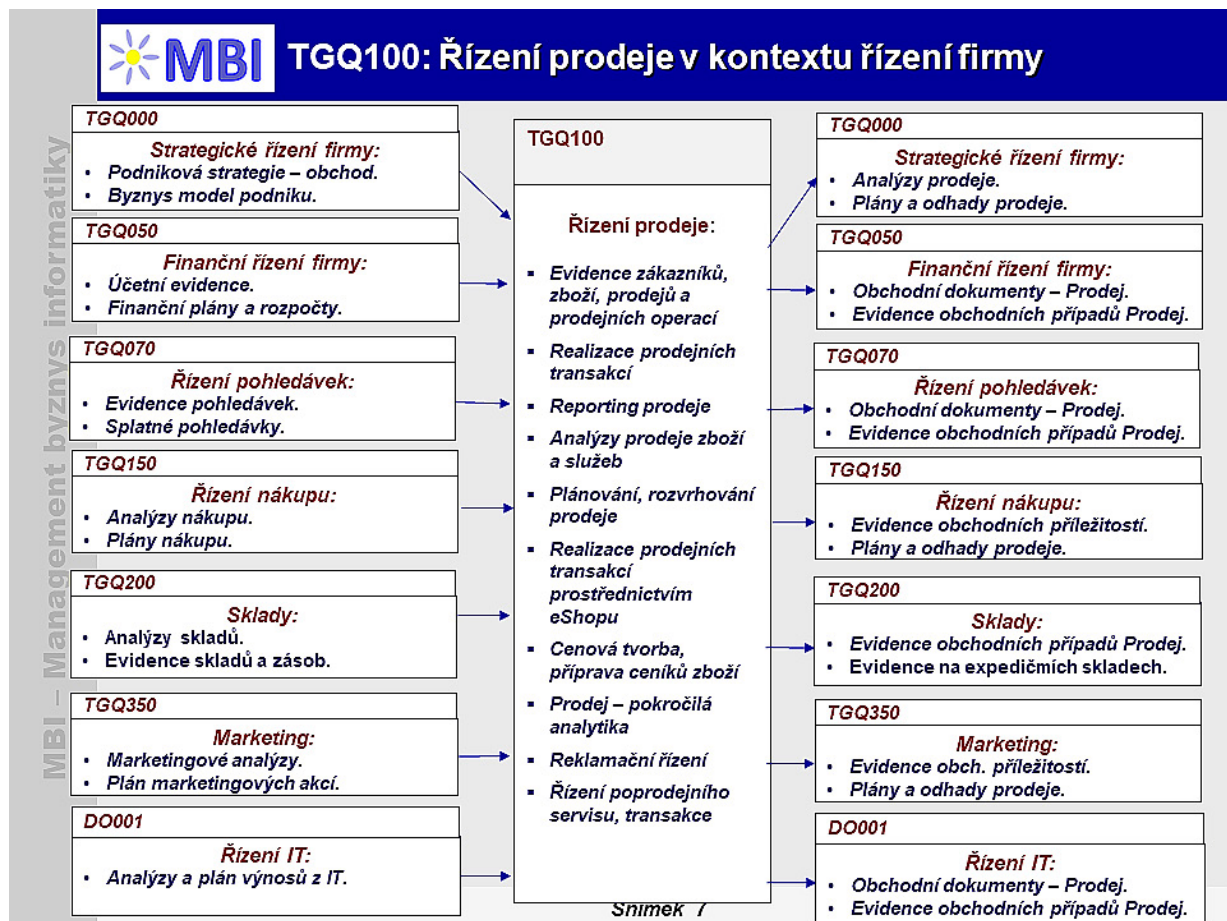 MBI
TGQ100: Řízení prodeje v kontextu řízení firmy
MBI – Management byznys informatiky
TGQ000
Strategické řízení firmy:
• Podniková strategie – obchod.
• Byznys model podniku.
TGQ050
Finanční řízení firmy:
• Účetní evidence.
• Finanční plány a rozpočty.
TGQ070
Řízení pohledávek:
• Evidence pohledávek.
• Splatné pohledávky.
TGQ150
Řízení nákupu:
• Analýzy nákupu.
• Plány nákupu.
TGQ200
Sklady:
• Analýzy skladů.
• Evidence skladů a zásob.
TGQ350
Marketing:
• Marketingové analýzy.
• Plán marketingových akcí.
DO001
Řízení IT:
• Analýzy a plán výnosů z IT.
TGQ100
Řízení prodeje:
▪ Evidence zákazníků,
zboží, prodejů a
prodejních operací
▪ Realizace prodejních
transakcí
▪ Reporting prodeje
▪ Analýzy prodeje zboží
a služeb
▪ Plánování, rozvrhování
prodeje
▪ Realizace prodejních
transakcí
prostřednictvím
eShopu
▪ Cenová tvorba,
příprava ceníků zboží
▪ Prodej – pokročilá
analytika
▪ Reklamační řízení
▪ Řízení poprodejního
servisu, transakce
TGQ000
Strategické řízení firmy:
• Analýzy prodeje.
• Plány a odhady prodeje.
TGQ050
Finanční řízení firmy:
• Obchodní dokumenty – Prodej.
• Evidence obchodních případů Prodej.
TGQ070
Řízení pohledávek:
• Obchodní dokumenty – Prodej.
• Evidence obchodních případů Prodej.
TGQ150
Řízení nákupu:
• Evidence obchodních příležitostí.
• Plány a odhady prodeje.
TGQ200
Sklady:
• Evidence obchodních případů Prodej.
• Evidence na expedičmích skladech.
TGQ350
Marketing:
• Evidence obch. příležitostí.
• Plány a odhady prodeje.
DO001
Řízení IT:
• Obchodní dokumenty – Prodej.
• Evidence obchodních případů Prodej.
Snímek 7